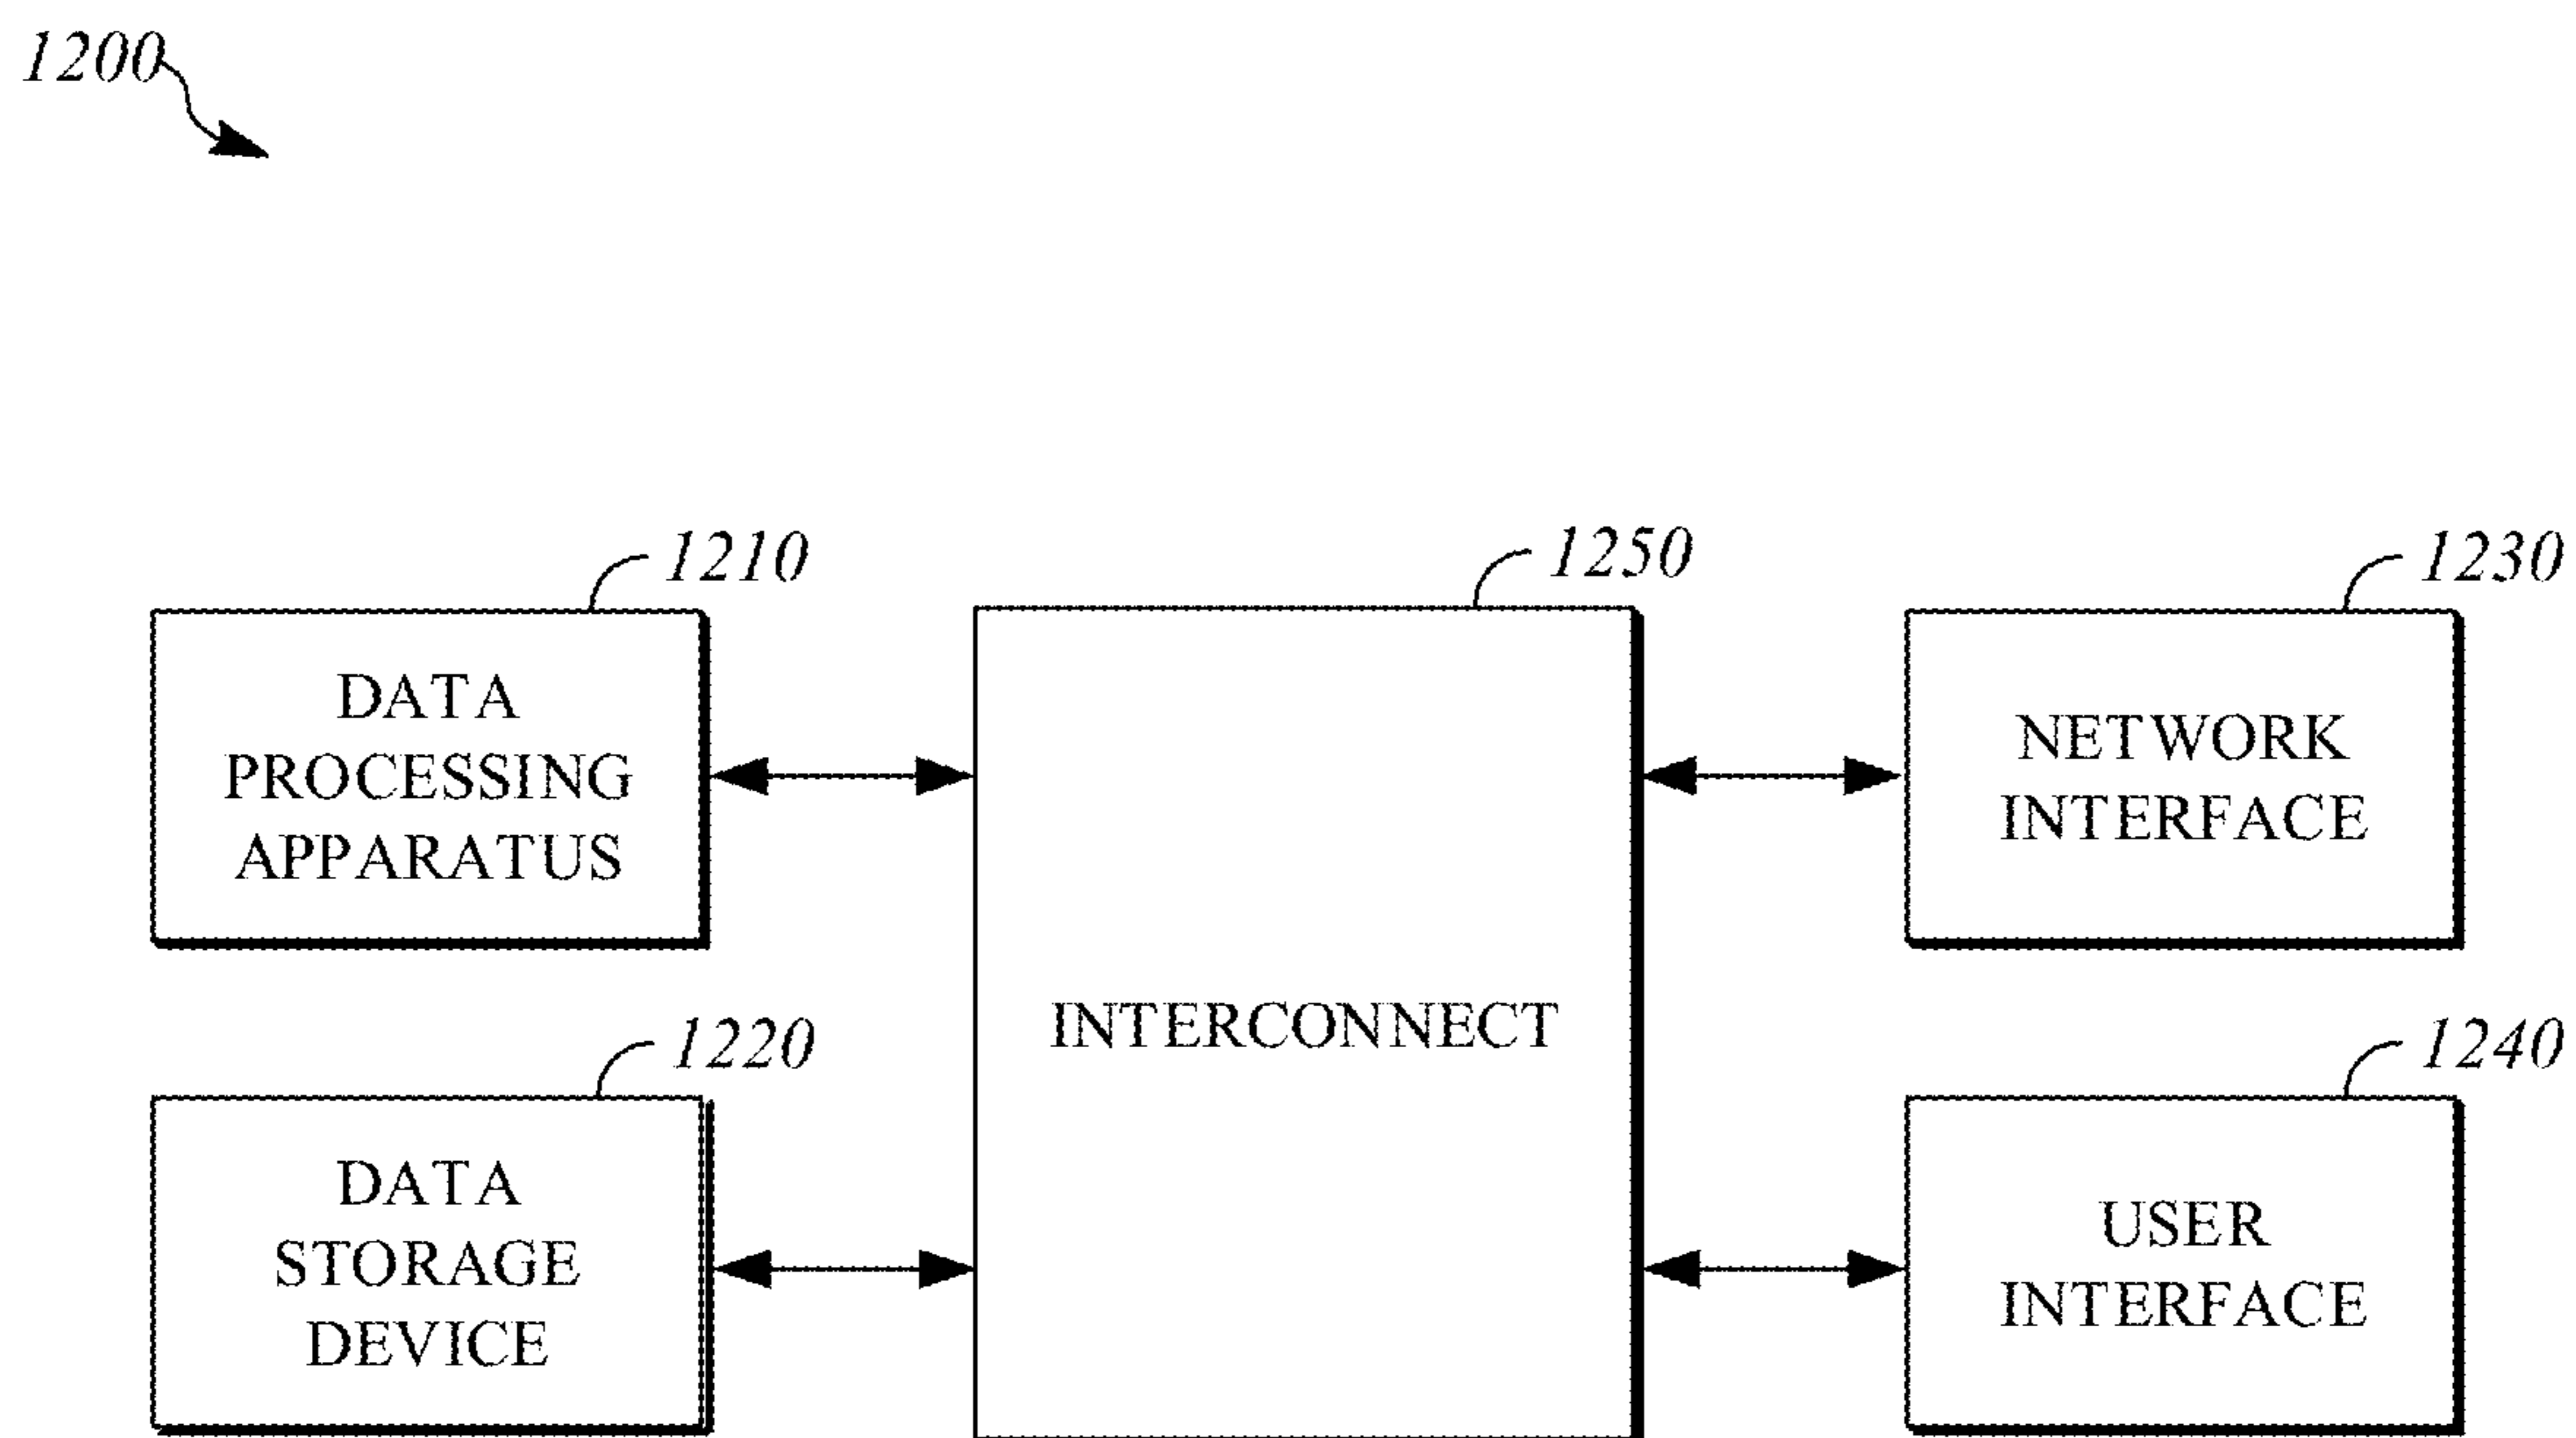 1200
1210
DATA
PROCESSING
APPARATUS
1250
INTERCONNECT
1230
NETWORK
INTERFACE
1220
DATA
STORAGE
DEVICE
1240
USER
INTERFACE